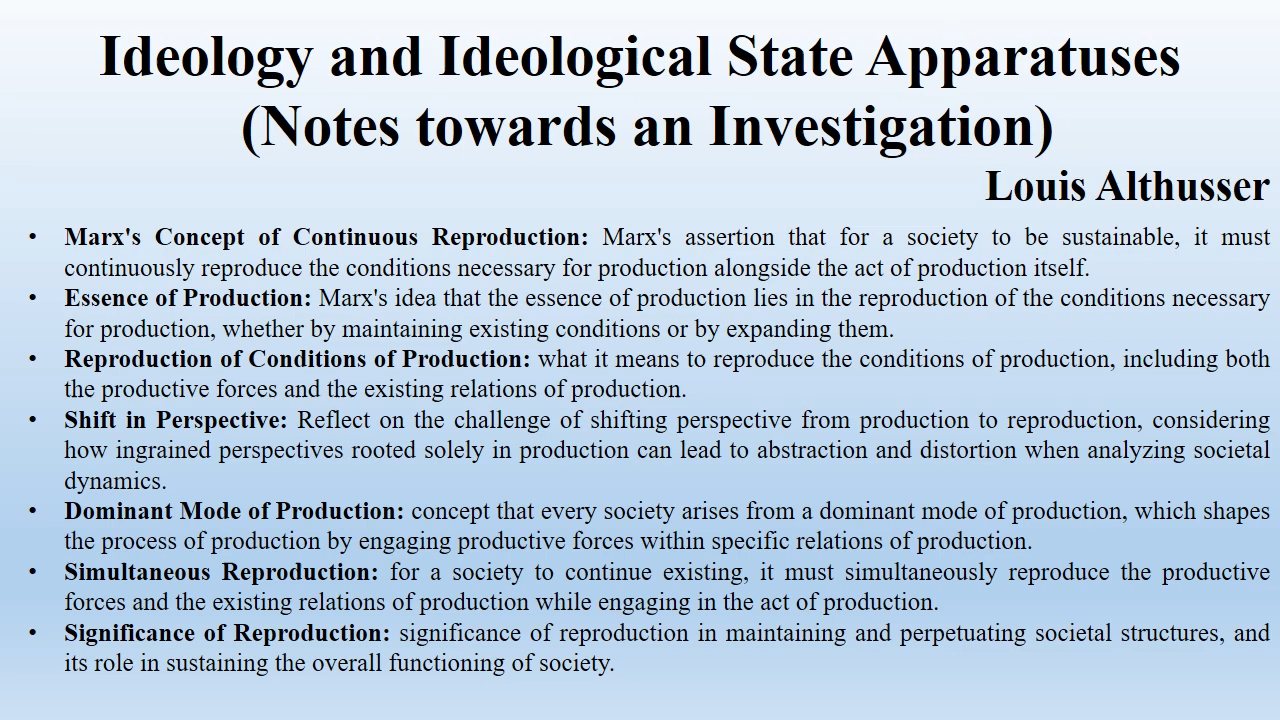 Ideology and Ideological State Apparatuses
(Notes towards an Investigation)
Louis Althusser
• Marx's Concept of Continuous Reproduction: Marx's assertion that for a society to be sustainable, it must
continuously reproduce the conditions necessary for production alongside the act of production itself.
• Essence of Production: Marx's idea that the essence of production lies in the reproduction of the conditions necessary
for production, whether by maintaining existing conditions or by expanding them.
• Reproduction of Conditions of Production: what it means to reproduce the conditions of production, including both
the productive forces and the existing relations of production.
• Shift in Perspective: Reflect on the challenge of shifting perspective from production to reproduction, considering
how ingrained perspectives rooted solely in production can lead to abstraction and distortion when analyzing societal
dynamics.
• Dominant Mode of Production: concept that every society arises from a dominant mode of production, which shapes
the process of production by engaging productive forces within specific relations of production.
• Simultaneous Reproduction: for a society to continue existing, it must simultaneously reproduce the productive
forces and the existing relations of production while engaging in the act of production.
• Significance of Reproduction: significance of reproduction in maintaining and perpetuating societal structures, and
its role in sustaining the overall functioning of society.